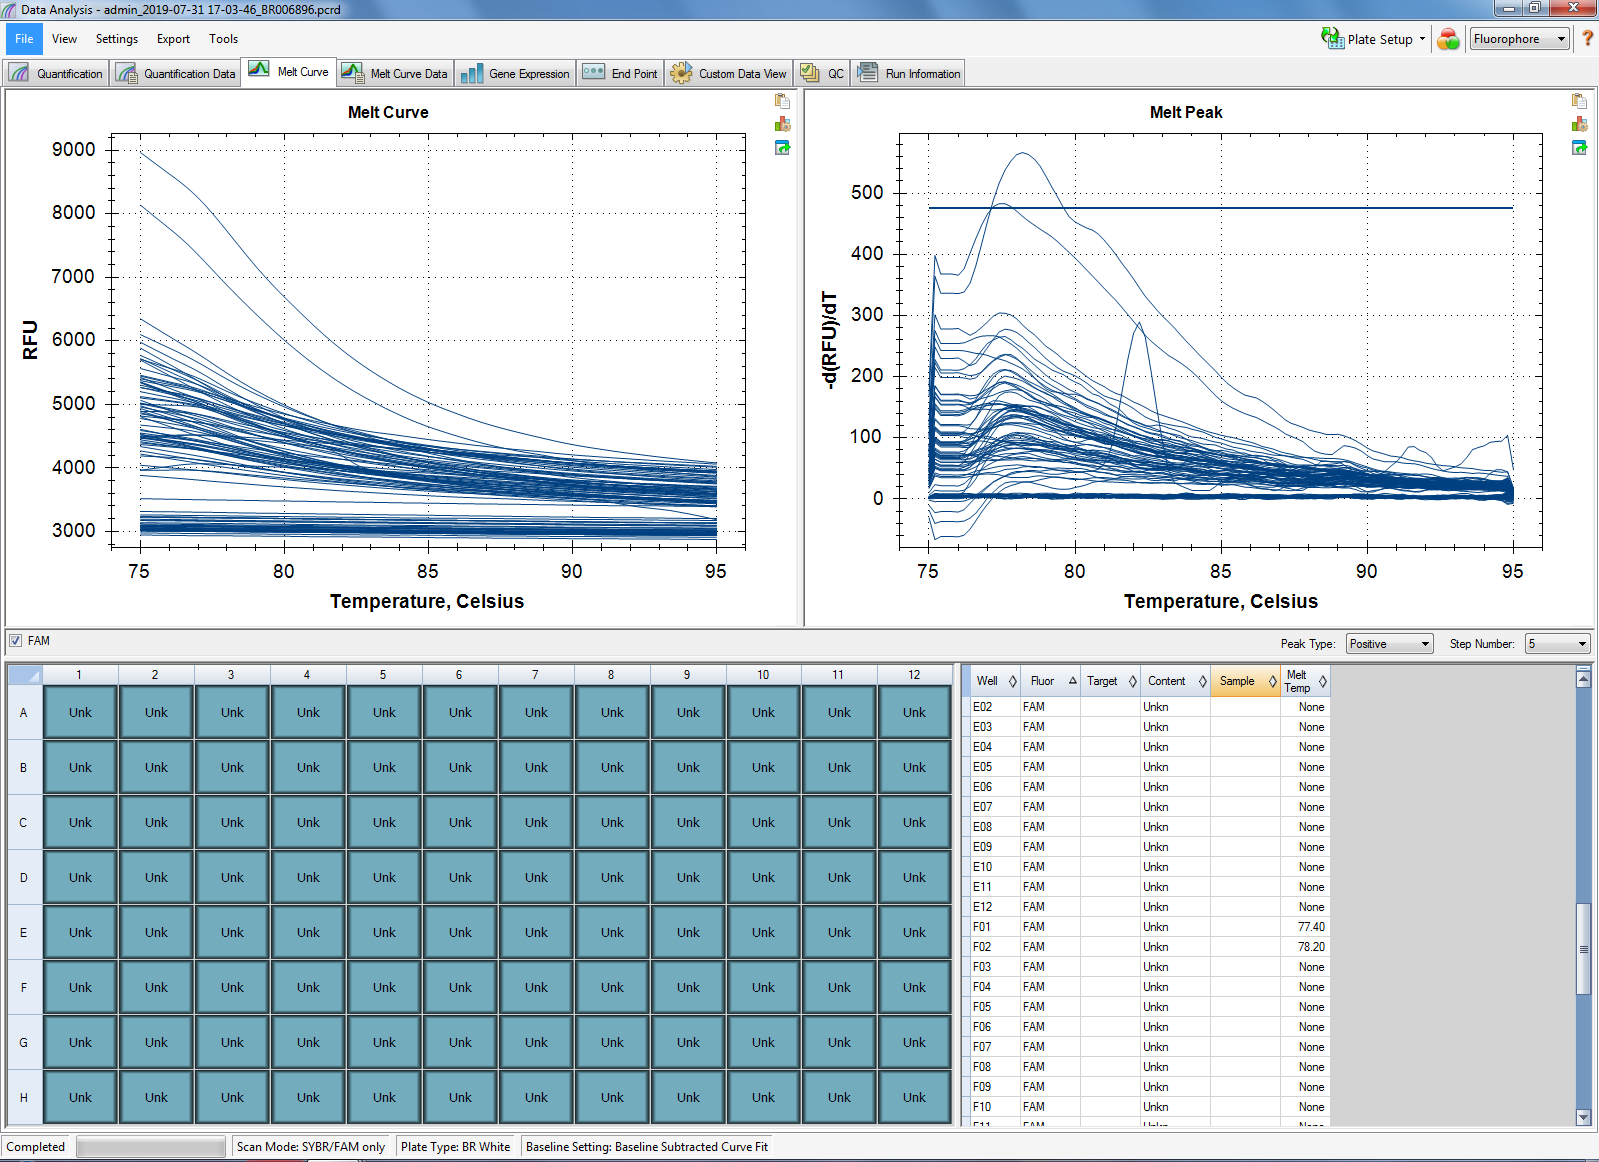 Data Analysis - admin_2019-07-31 17-03-46_BR006896.pcrd
File View Settings Export Tools
Plate Setup Fluorophore ?
Quantification Quantification Data Melt Curve Melt Curve Data Gene Expression End Point Custom Data View QC Run Information
Melt Curve
9000
8000
7000
6000
5000
4000
3000
RFU
75 80 85 90 95
Temperature, Celsius
Melt Peak
500
400
300
200
100
0
-d(RFU)/dT
75 80 85 90 95
Temperature, Celsius
FAM
Peak Type: Positive Step Number: 5
1 2 3 4 5 6 7 8 9 10 11 12
A Unk Unk Unk Unk Unk Unk Unk Unk Unk Unk Unk Unk
B Unk Unk Unk Unk Unk Unk Unk Unk Unk Unk Unk Unk
C Unk Unk Unk Unk Unk Unk Unk Unk Unk Unk Unk Unk
D Unk Unk Unk Unk Unk Unk Unk Unk Unk Unk Unk Unk
E Unk Unk Unk Unk Unk Unk Unk Unk Unk Unk Unk Unk
F Unk Unk Unk Unk Unk Unk Unk Unk Unk Unk Unk Unk
G Unk Unk Unk Unk Unk Unk Unk Unk Unk Unk Unk Unk
H Unk Unk Unk Unk Unk Unk Unk Unk Unk Unk Unk Unk
Well Fluor Target Content Sample Melt Temp
E02 FAM Unkn None
E03 FAM Unkn None
E04 FAM Unkn None
E05 FAM Unkn None
E06 FAM Unkn None
E07 FAM Unkn None
E08 FAM Unkn None
E09 FAM Unkn None
E10 FAM Unkn None
E11 FAM Unkn None
E12 FAM Unkn None
F01 FAM Unkn 77.40
F02 FAM Unkn 78.20
F03 FAM Unkn None
F04 FAM Unkn None
F05 FAM Unkn None
F06 FAM Unkn None
F07 FAM Unkn None
F08 FAM Unkn None
F09 FAM Unkn None
F10 FAM Unkn None
Completed Scan Mode: SYBR/FAM only Plate Type: BR White Baseline Setting: Baseline Subtracted Curve Fit